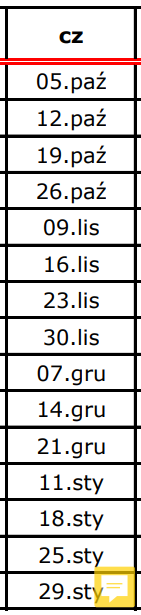 cz
05.paź
12.paź
19.paź
26.paź
09.lis
16.lis
23.lis
30.lis
07.gru
14.gru
21.gru
11.sty
18.sty
25.sty
29.sty